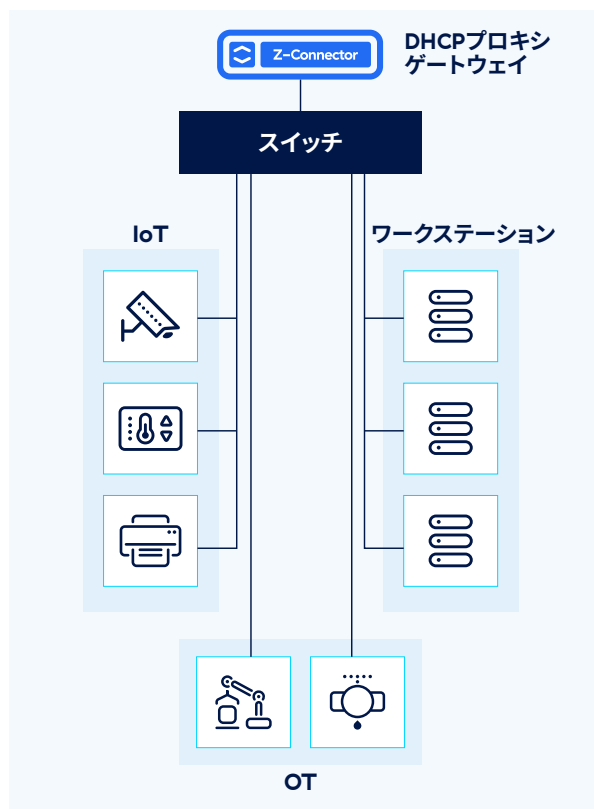 Z-Connector
DHCPプロキシ
ゲートウェイ
スイッチ
IoT
ワークステーション
OT